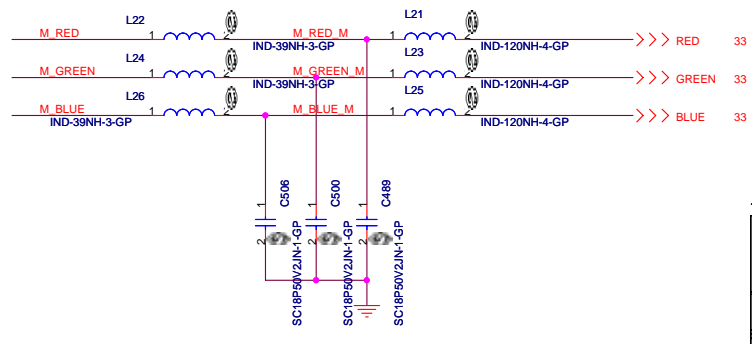 L22
L21
M_RED
1
2
M_RED_M
1
2
RED
33
L24
IND-39NH-3-GP
L23
IND-120NH-4-GP
M_GREEN
1
2
M_GREEN_M
1
2
GREEN
33
L26
IND-39NH-3-GP
L25
IND-120NH-4-GP
M_BLUE
1
2
M_BLUE_M
1
2
BLUE
33
IND-39NH-3-GP
IND-120NH-4-GP
C506
C500
C489
1
1
1
2
2
2
SC18P50V2JN-1-GP
SC18P50V2JN-1-GP
SC18P50V2JN-1-GP